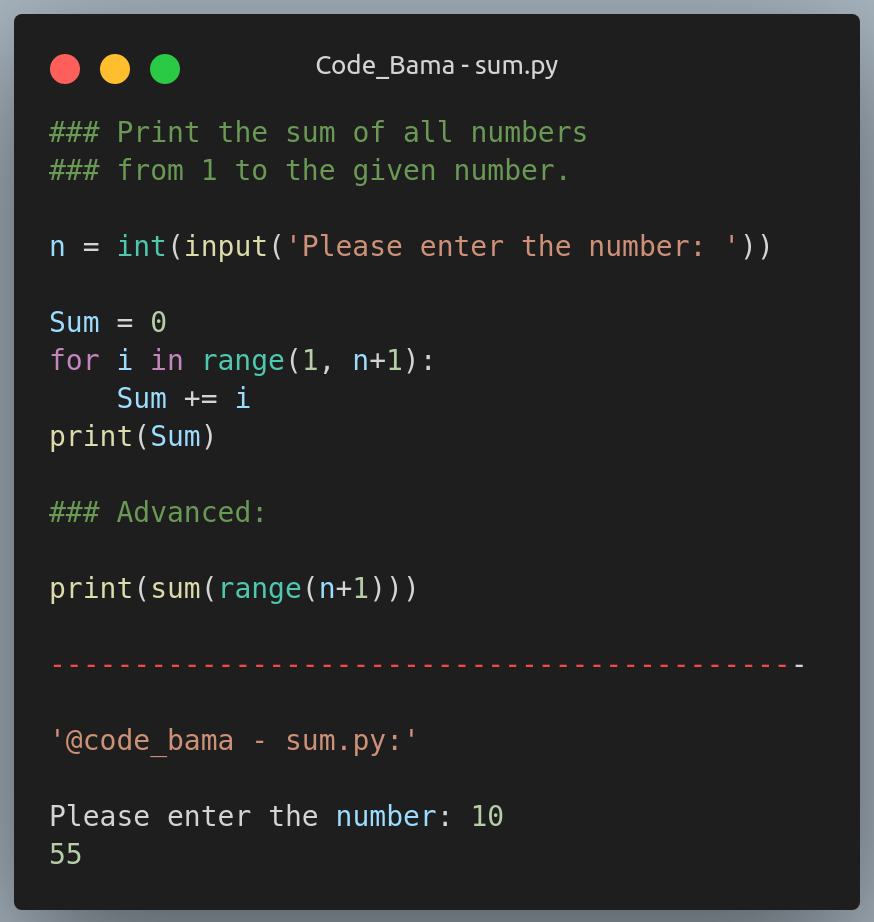 Code_Bama - sum.py
### Print the sum of all numbers
### from 1 to the given number.
n = int(input('Please enter the number: '))
Sum = 0
for i in range(1, n+1):
    Sum += i
print(Sum)
### Advanced:
print(sum(range(n+1)))
---------------------------------------------
'@code_bama - sum.py:'
Please enter the number: 10
55